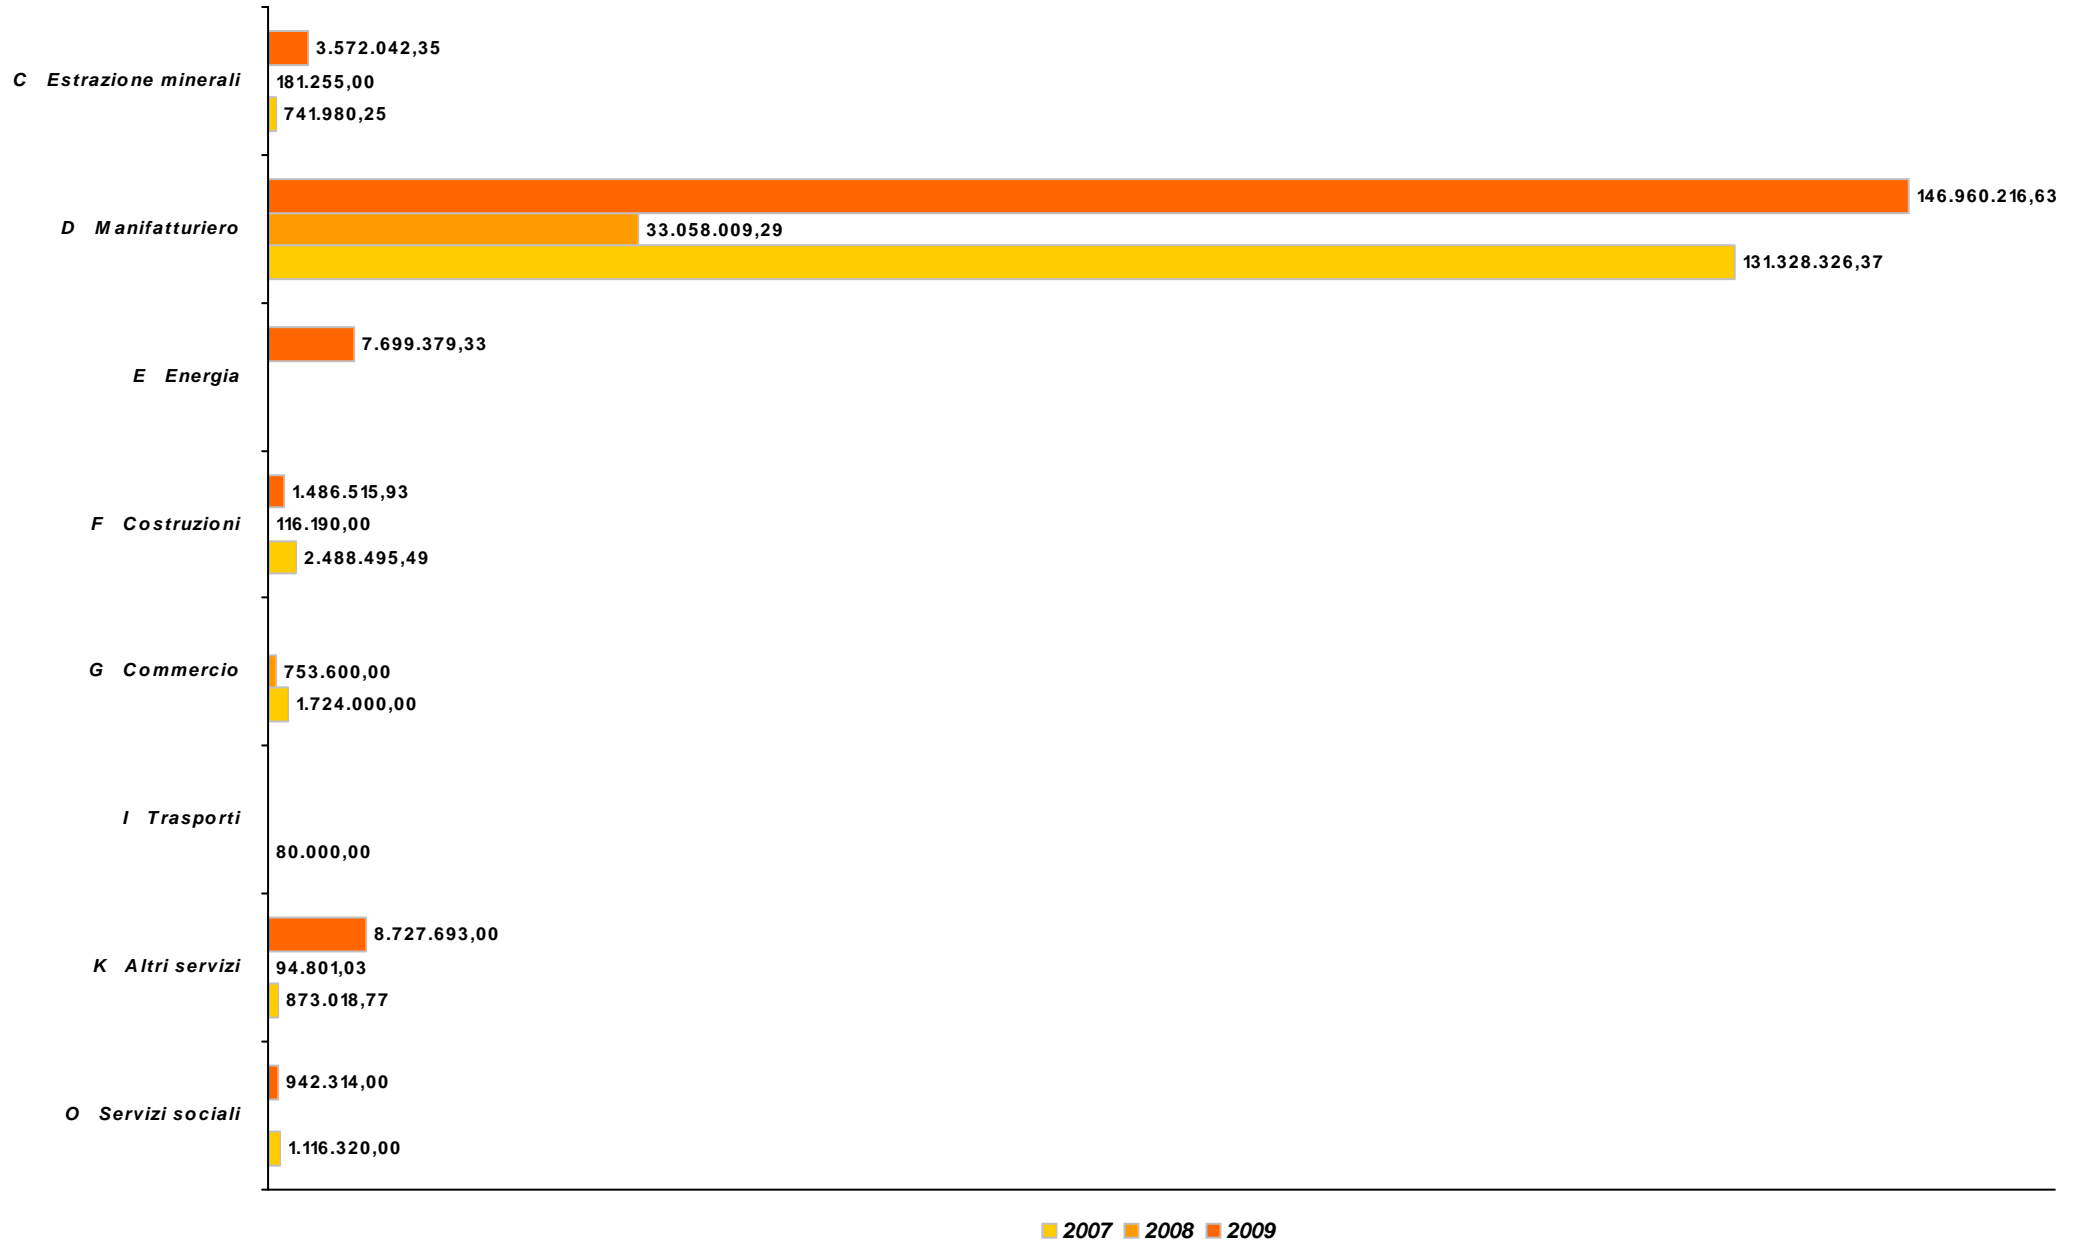 3.572.042,35
C Estrazione minerali
181.255,00
741.980,25
146.960.216,63
D Manifatturiero
33.058.009,29
131.328.326,37
7.699.379,33
E Energia
1.486.515,93
F Costruzioni
116.190,00
2.488.495,49
G Commercio
753.600,00
1.724.000,00
I Trasporti
80.000,00
8.727.693,00
K Altri servizi
94.801,03
873.018,77
942.314,00
O Servizi sociali
1.116.320,00
2007 2008 2009